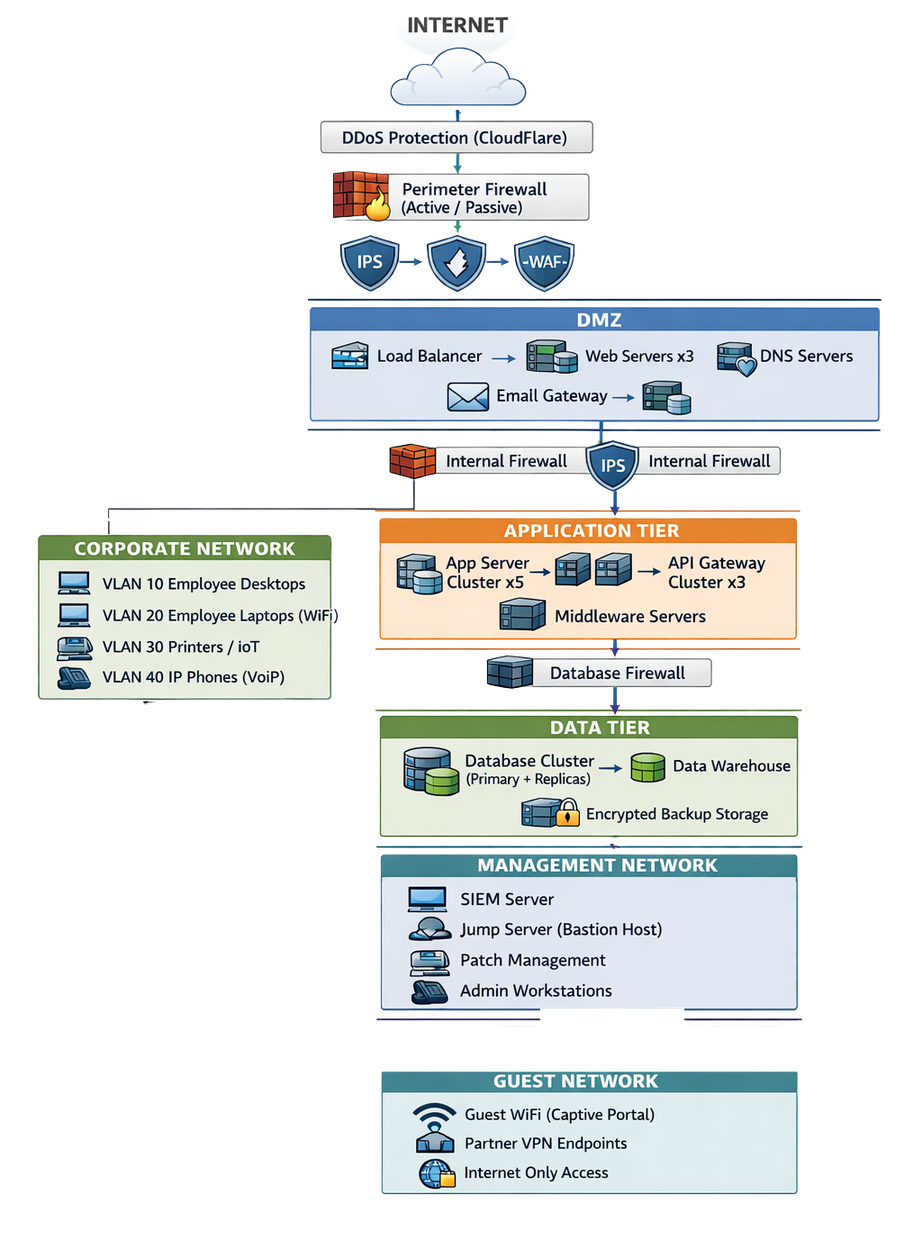 INTERNET
DDoS Protection (CloudFlare)
Perimeter Firewall
(Active / Passive)
IPS
-WAF-
DMZ
Load Balancer
Web Servers x3
DNS Servers
Email Gateway
Internal Firewall
IPS
Internal Firewall
CORPORATE NETWORK
VLAN 10 Employee Desktops
VLAN 20 Employee Laptops (WiFi)
VLAN 30 Printers / ioT
VLAN 40 IP Phones (VoiP)
APPLICATION TIER
App Server
Cluster x5
API Gateway
Cluster x3
Middleware Servers
Database Firewall
DATA TIER
Database Cluster
(Primary + Replicas)
Data Warehouse
Encrypted Backup Storage
MANAGEMENT NETWORK
SIEM Server
Jump Server (Bastion Host)
Patch Management
Admin Workstations
GUEST NETWORK
Guest WiFi (Captive Portal)
Partner VPN Endpoints
Internet Only Access